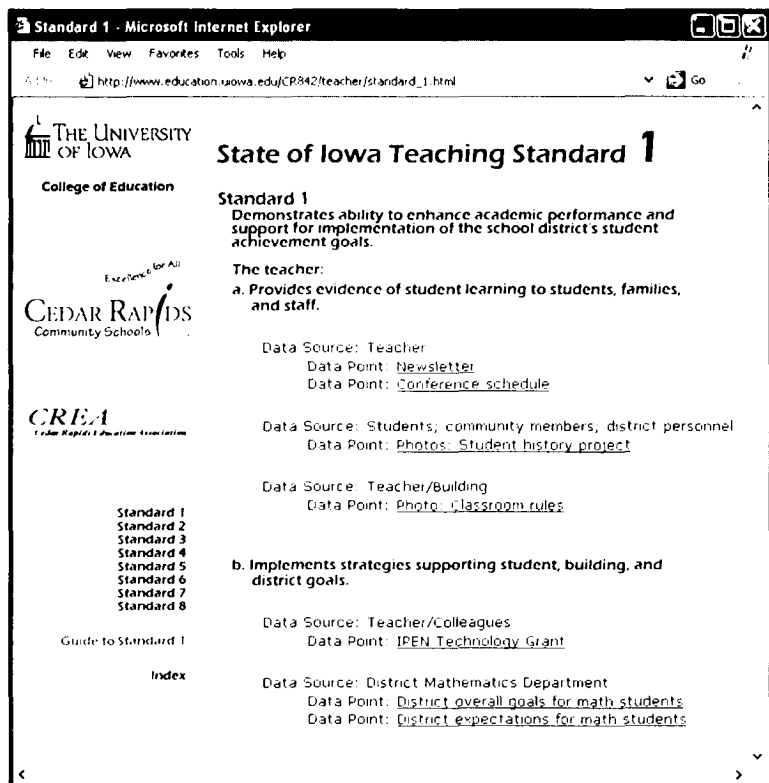 Standard 1 - Microsoft Internet Explorer
File Edit View Favorites Tools Help
http://www.education.uiowa.edu/CR842/teacher/standard_1.html Go
THE UNIVERSITY
OF IOWA
College of Education
Excellence for All
CEDAR RAPIDS
Community Schools
CREA
Cedar Rapids Education Association
Standard 1
Standard 2
Standard 3
Standard 4
Standard 5
Standard 6
Standard 7
Standard 8
Guide to Standard 1
Index
State of Iowa Teaching Standard 1
Standard 1
Demonstrates ability to enhance academic performance and
support for implementation of the school district's student
achievement goals.
The teacher:
a. Provides evidence of student learning to students, families,
and staff.
Data Source: Teacher
Data Point: Newsletter
Data Point: Conference schedule
Data Source: Students; community members; district personnel
Data Point: Photos: Student history project
Data Source: Teacher/Building
Data Point: Photo: Classroom rules
b. Implements strategies supporting student, building, and
district goals.
Data Source: Teacher/Colleagues
Data Point: IPEN Technology Grant
Data Source: District Mathematics Department
Data Point: District overall goals for math students
Data Point: District expectations for math students